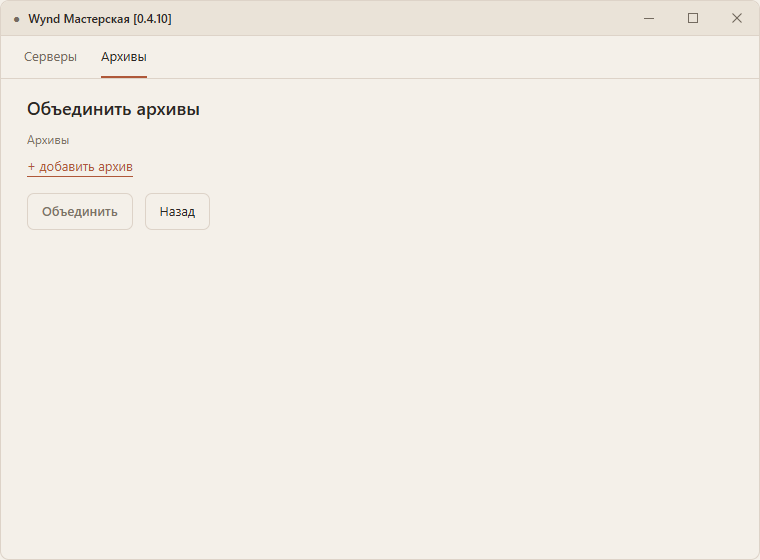 Wynd Мастерская [0.4.10]
Серверы Архивы
Объединить архивы
Архивы
+ добавить архив
Объединить Назад